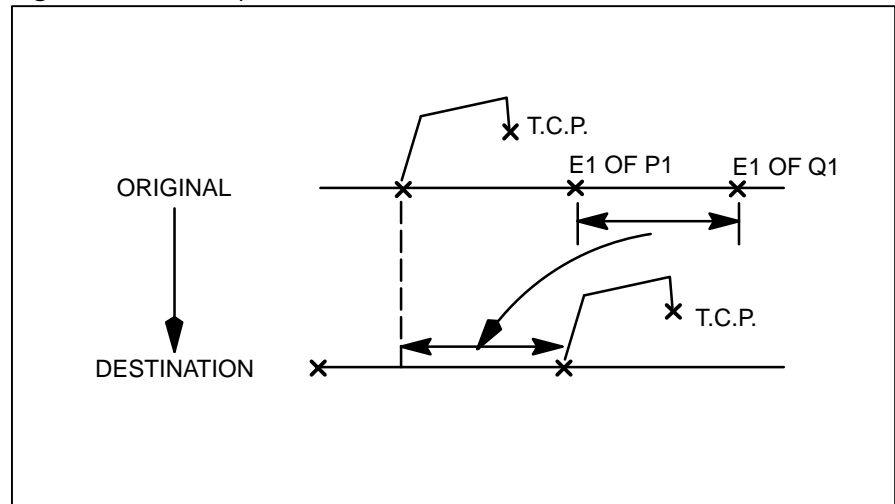 T.C.P.
E1 OF P1
E1 OF Q1
ORIGINAL
T.C.P.
DESTINATION